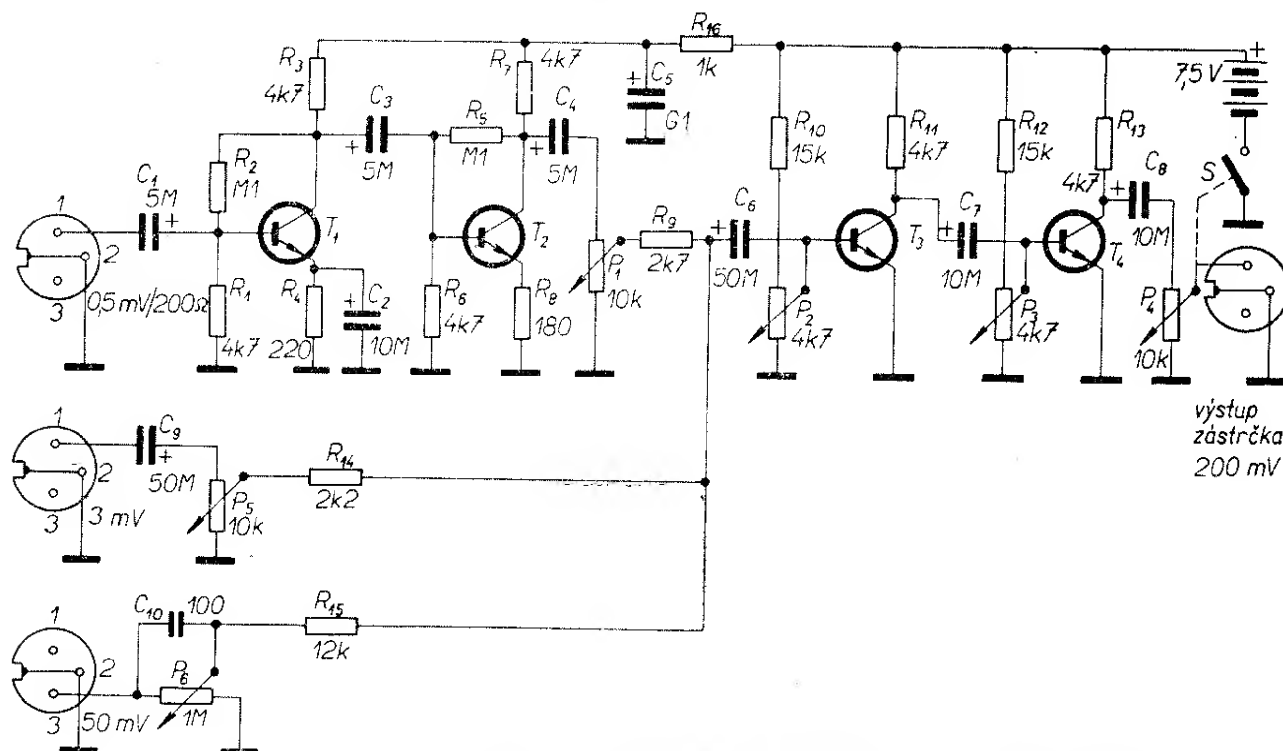 R16
1k
R3
4k7
R7
4k7
C5
+
G1
+
7,5 V
C3
+
5M
R5
M1
C4
+
5M
R10
15k
R11
4k7
R12
15k
R13
4k7
S
R2
M1
C1
5M
+
1
2
3
0,5 mV/200Ω
T1
R1
4k7
R4
220
C2
+
10M
R6
4k7
T2
R8
180
P1
10k
R9
2k7
C6
+
50M
P2
4k7
T3
C7
+
10M
P3
4k7
T4
C8
+
10M
P4
10k
výstup
zástrčka
200 mV
1
2
3
3 mV
C9
+
50M
P5
10k
R14
2k2
1
2
3
50 mV
C10
100
P6
1M
R15
12k